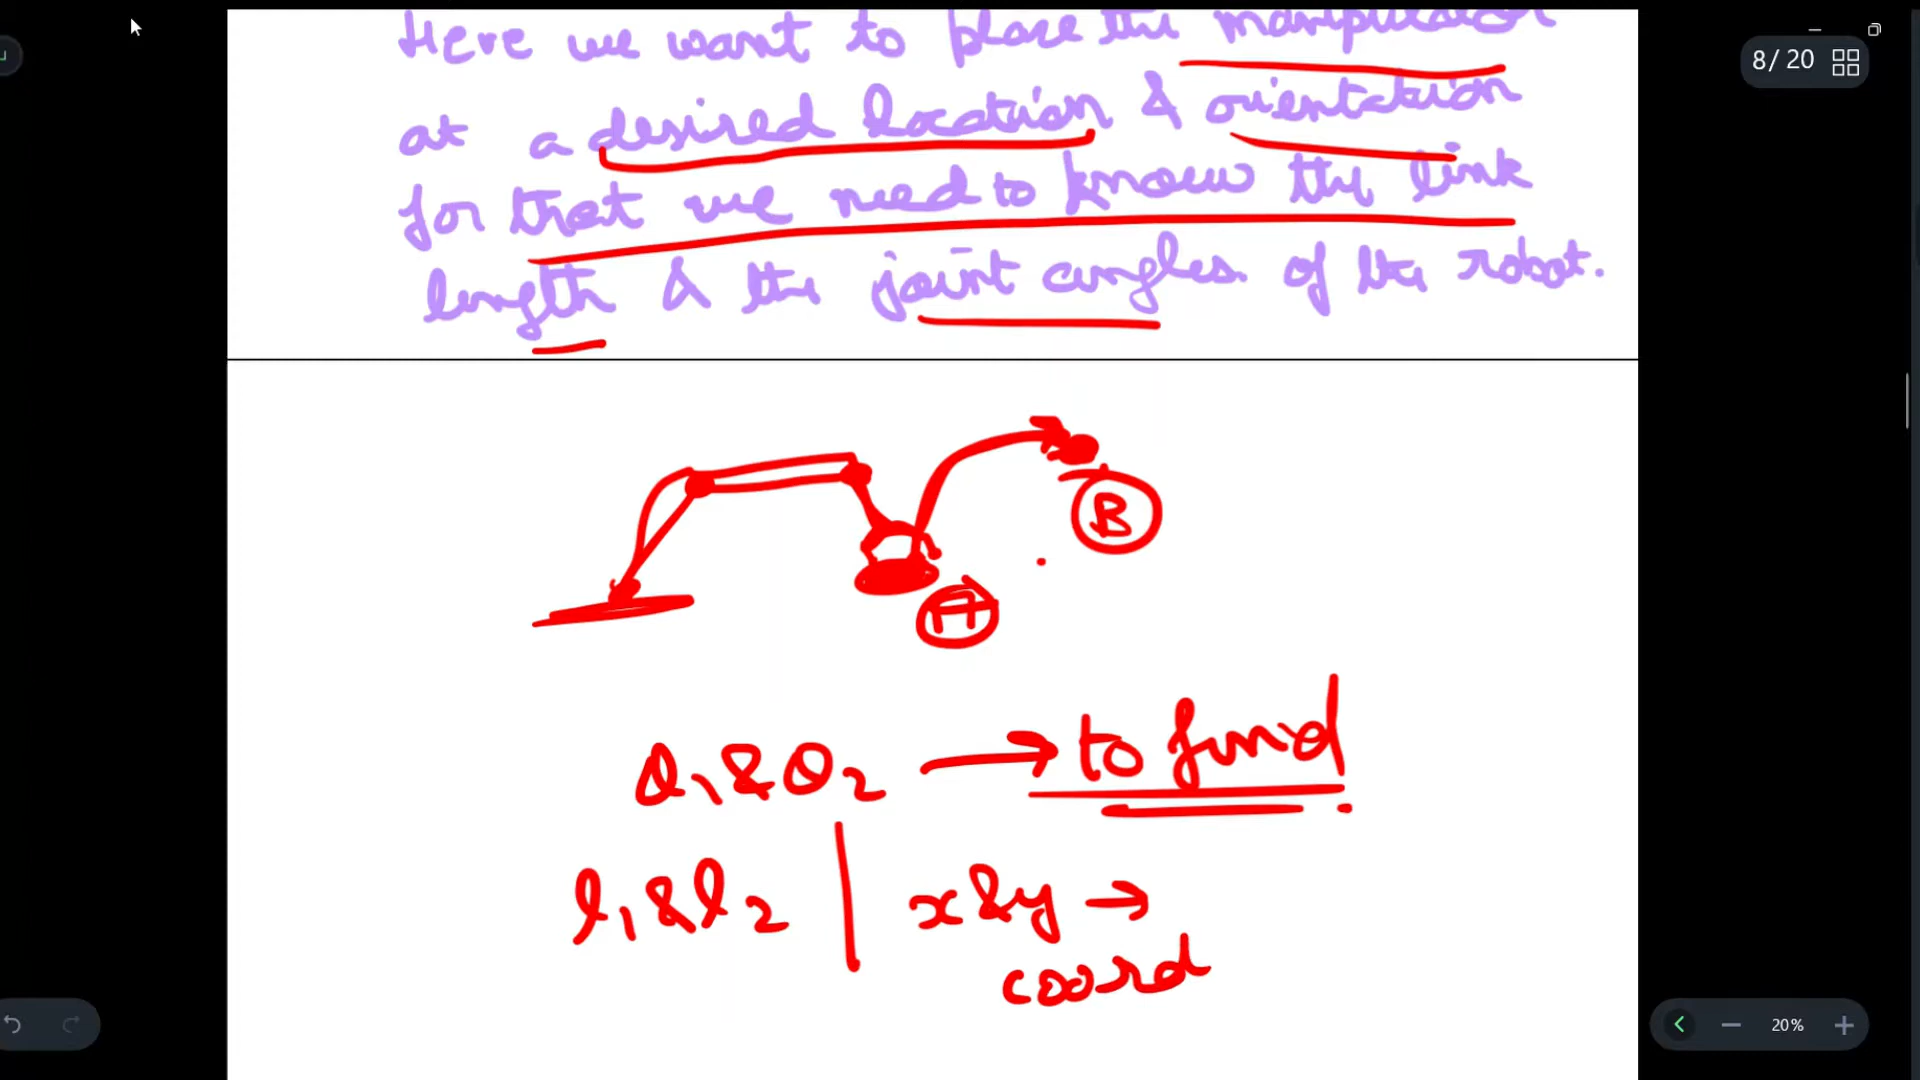 Here we want to place the manipulator
8/20
at a desired location & orientation
for that we need to know the link
length & the joint angles of the robot.
B
A
θ1 & θ2 → to find
l1 & l2 | x & y →
coord
20%